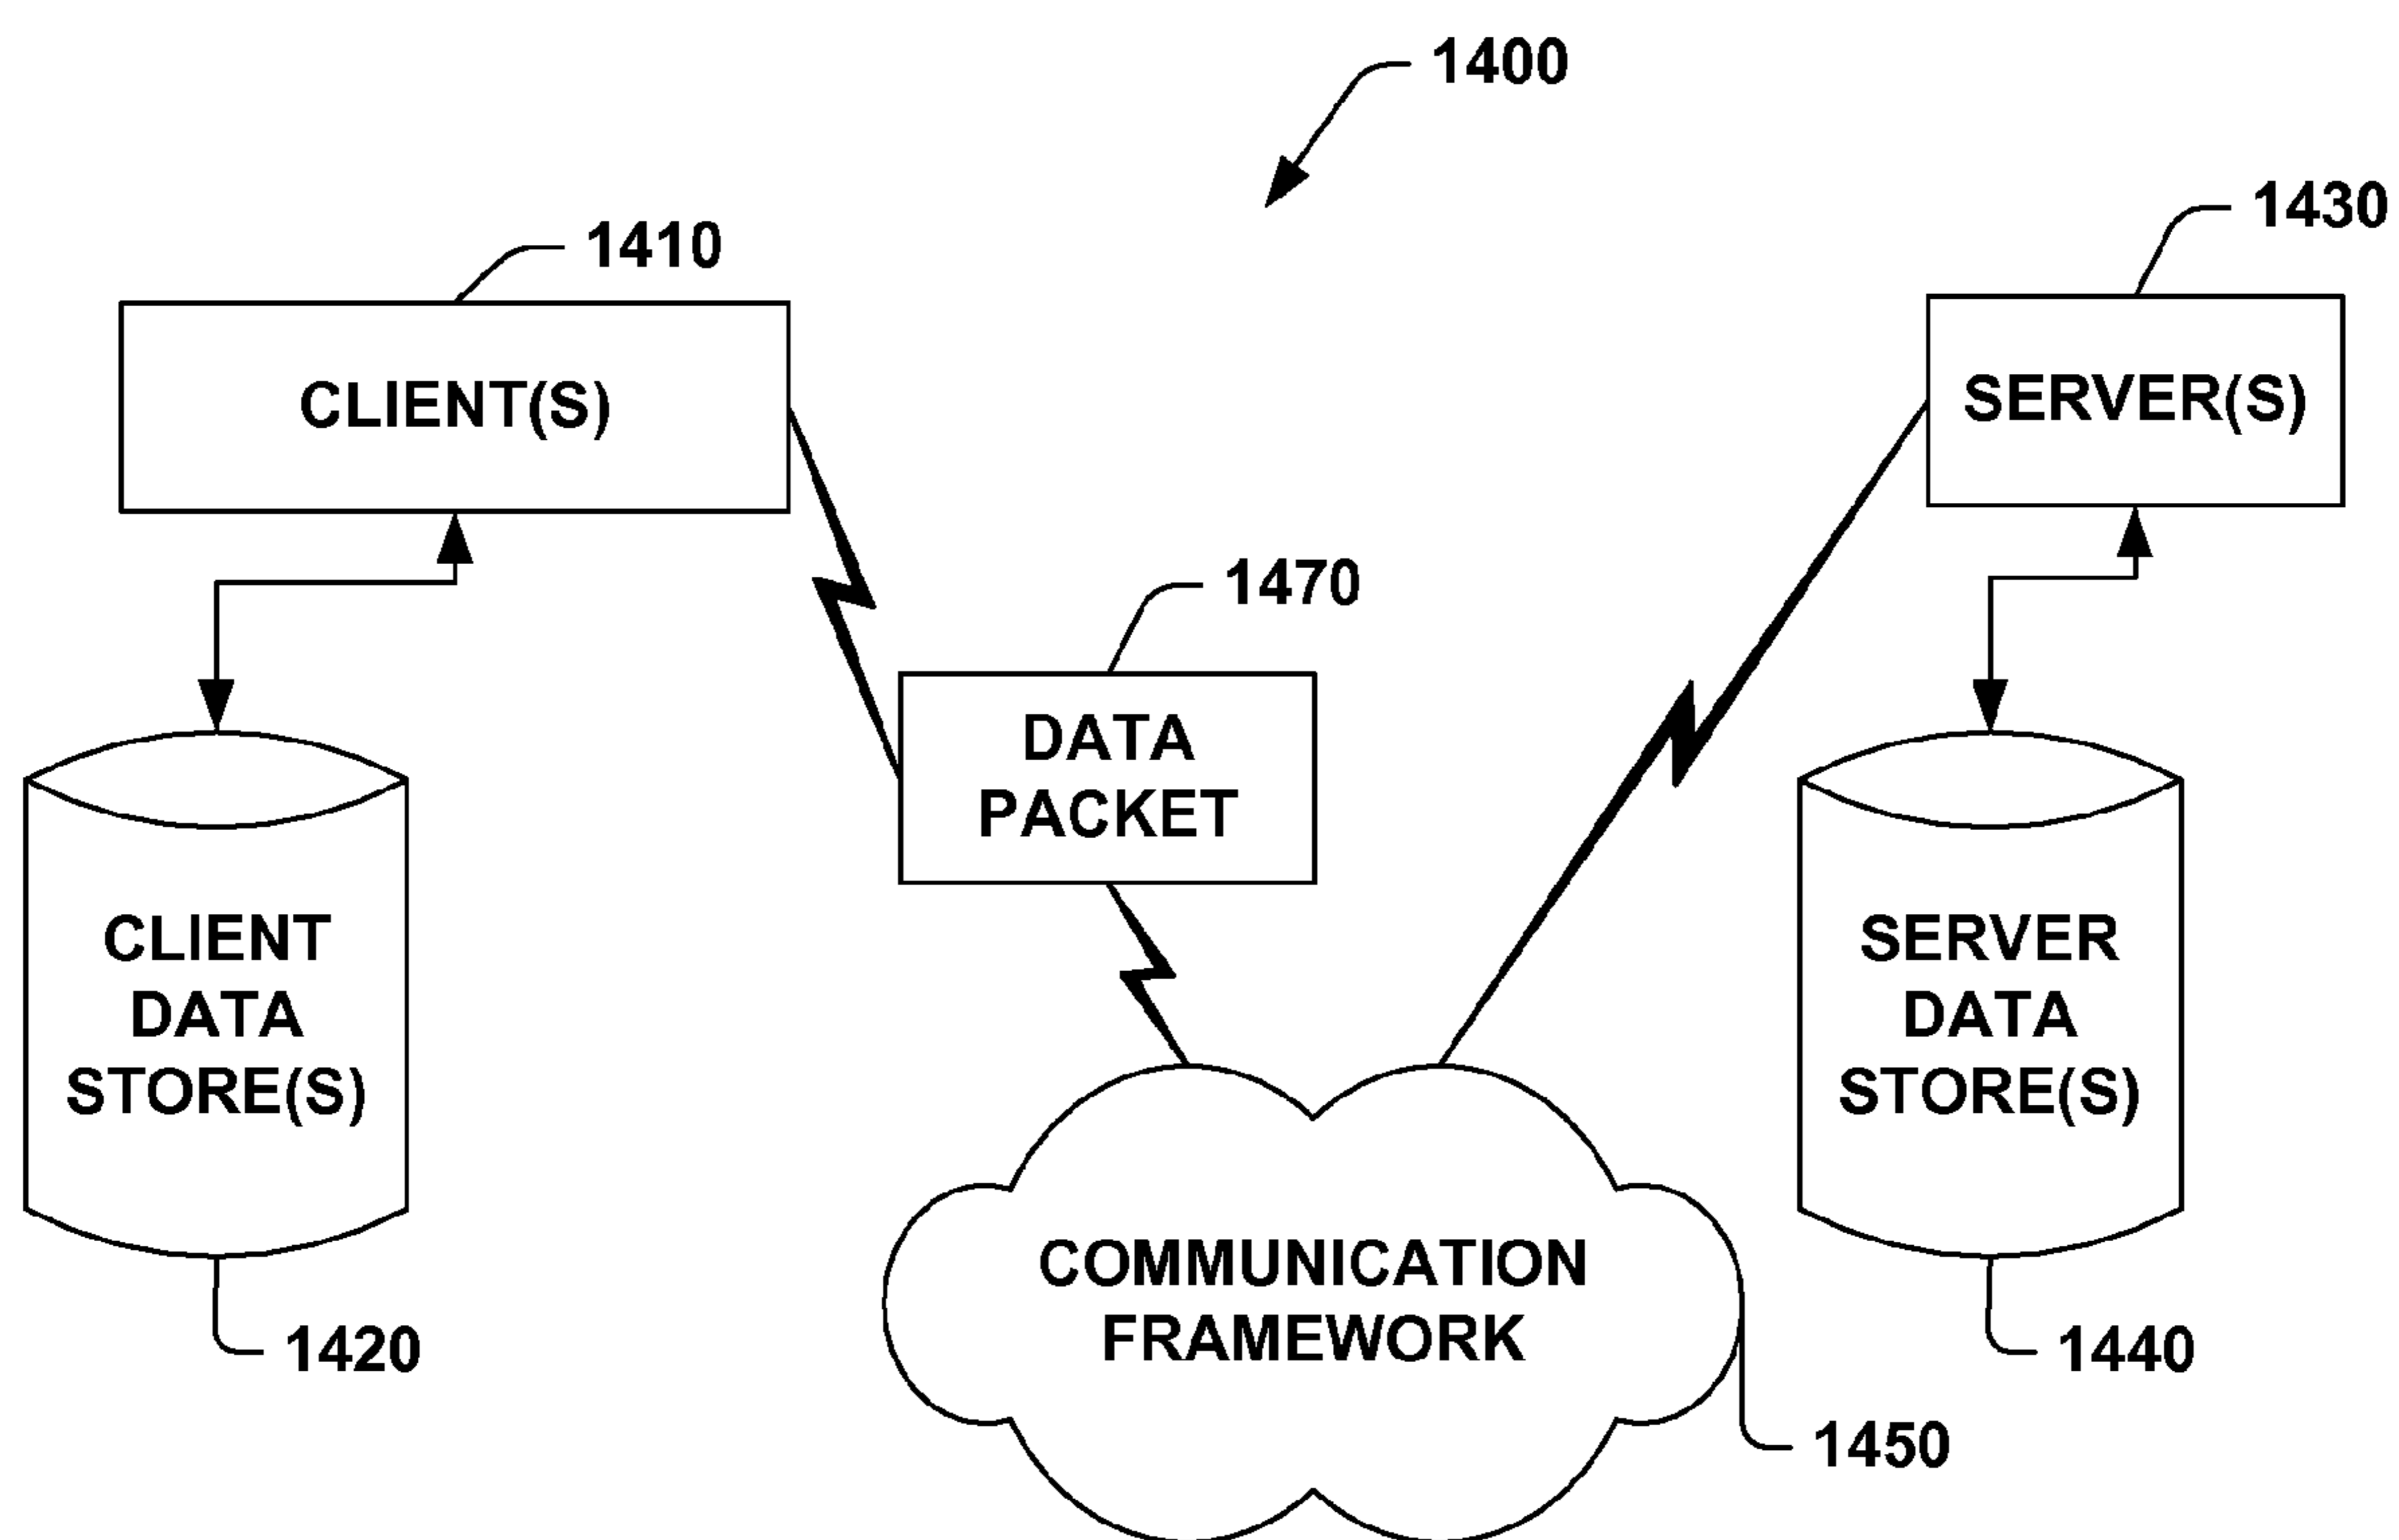 1400
1430
1410
CLIENT(S)
SERVER(S)
1470
DATA
PACKET
CLIENT
DATA
STORE(S)
SERVER
DATA
STORE(S)
COMMUNICATION
FRAMEWORK
1420
1440
1450